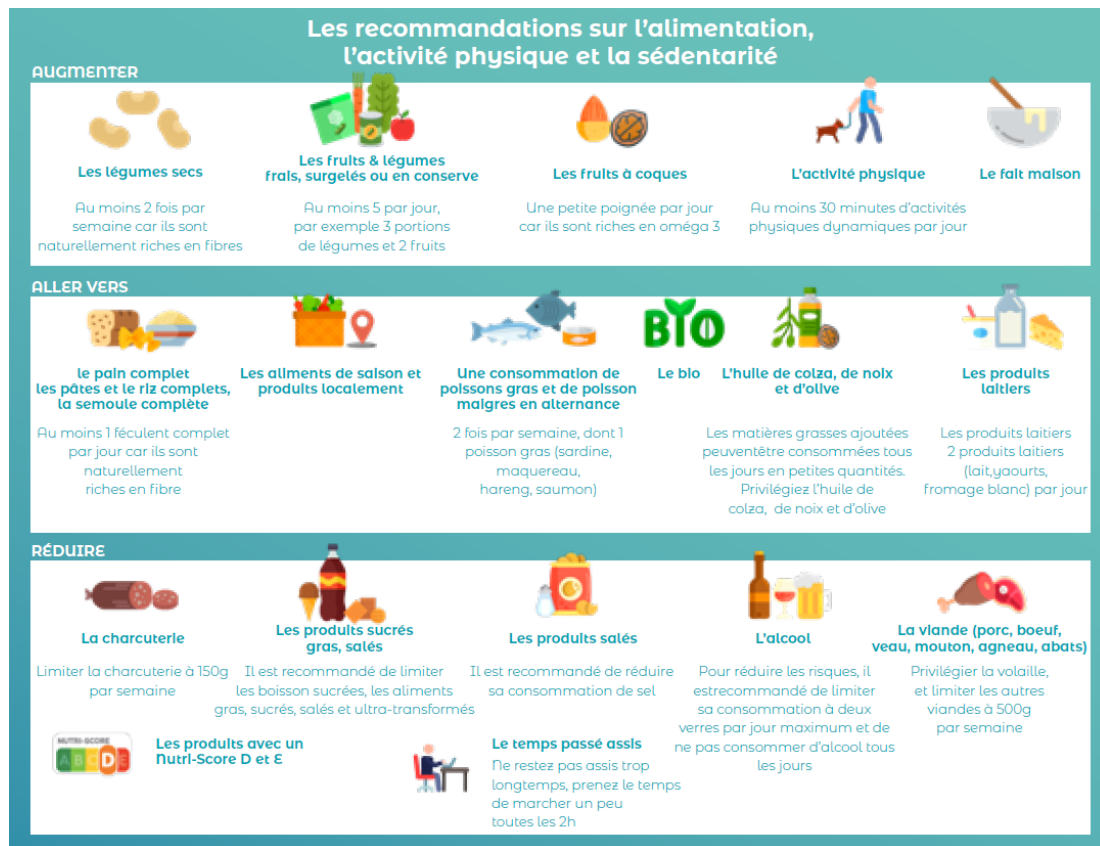 Les recommandations sur l'alimentation,
l'activité physique et la sédentarité
AUGMENTER
Les légumes secs
Au moins 2 fois par
semaine car ils sont
naturellement riches en fibres
Les fruits & légumes
frais, surgelés ou en conserve
Au moins 5 par jour,
par exemple 3 portions
de légumes et 2 fruits
Les fruits à coques
Une petite poignée par jour
car ils sont riches en oméga 3
L'activité physique
Au moins 30 minutes d'activités
physiques dynamiques par jour
Le fait maison
ALLER VERS
le pain complet
les pâtes et le riz complets,
la semoule complète
Au moins 1 féculent complet
par jour car ils sont
naturellement
riches en fibre
Les aliments de saison et
produits localement
Une consommation de
poissons gras et de poisson
maigres en alternance
2 fois par semaine, dont 1
poisson gras (sardine,
maquereau,
hareng, saumon)
BIO
Le bio
L'huile de colza, de noix
et d'olive
Les matières grasses ajoutées
peuventêtre consommées tous
les jours en petites quantités.
Privilégiez l'huile de
colza, de noix et d'olive
Les produits
laitiers
Les produits laitiers
2 produits laitiers
(lait,yaourts,
fromage blanc) par jour
RÉDUIRE
La charcuterie
Limiter la charcuterie à 150g
par semaine
Les produits sucrés
gras, salés
Il est recommandé de limiter
les boisson sucrées, les aliments
gras, sucrés, salés et ultra-transformés
Les produits salés
Il est recommandé de réduire
sa consommation de sel
L'alcool
Pour réduire les risques, il
estrecommandé de limiter
sa consommation à deux
verres par jour maximum et de
ne pas consommer d'alcool tous
les jours
La viande (porc, boeuf,
veau, mouton, agneau, abats)
Privilégier la volaille,
et limiter les autres
viandes à 500g
par semaine
NUTRI-SCORE
A B C D E
Les produits avec un
Nutri-Score D et E
Le temps passé assis
Ne restez pas assis trop
longtemps, prenez le temps
de marcher un peu
toutes les 2h